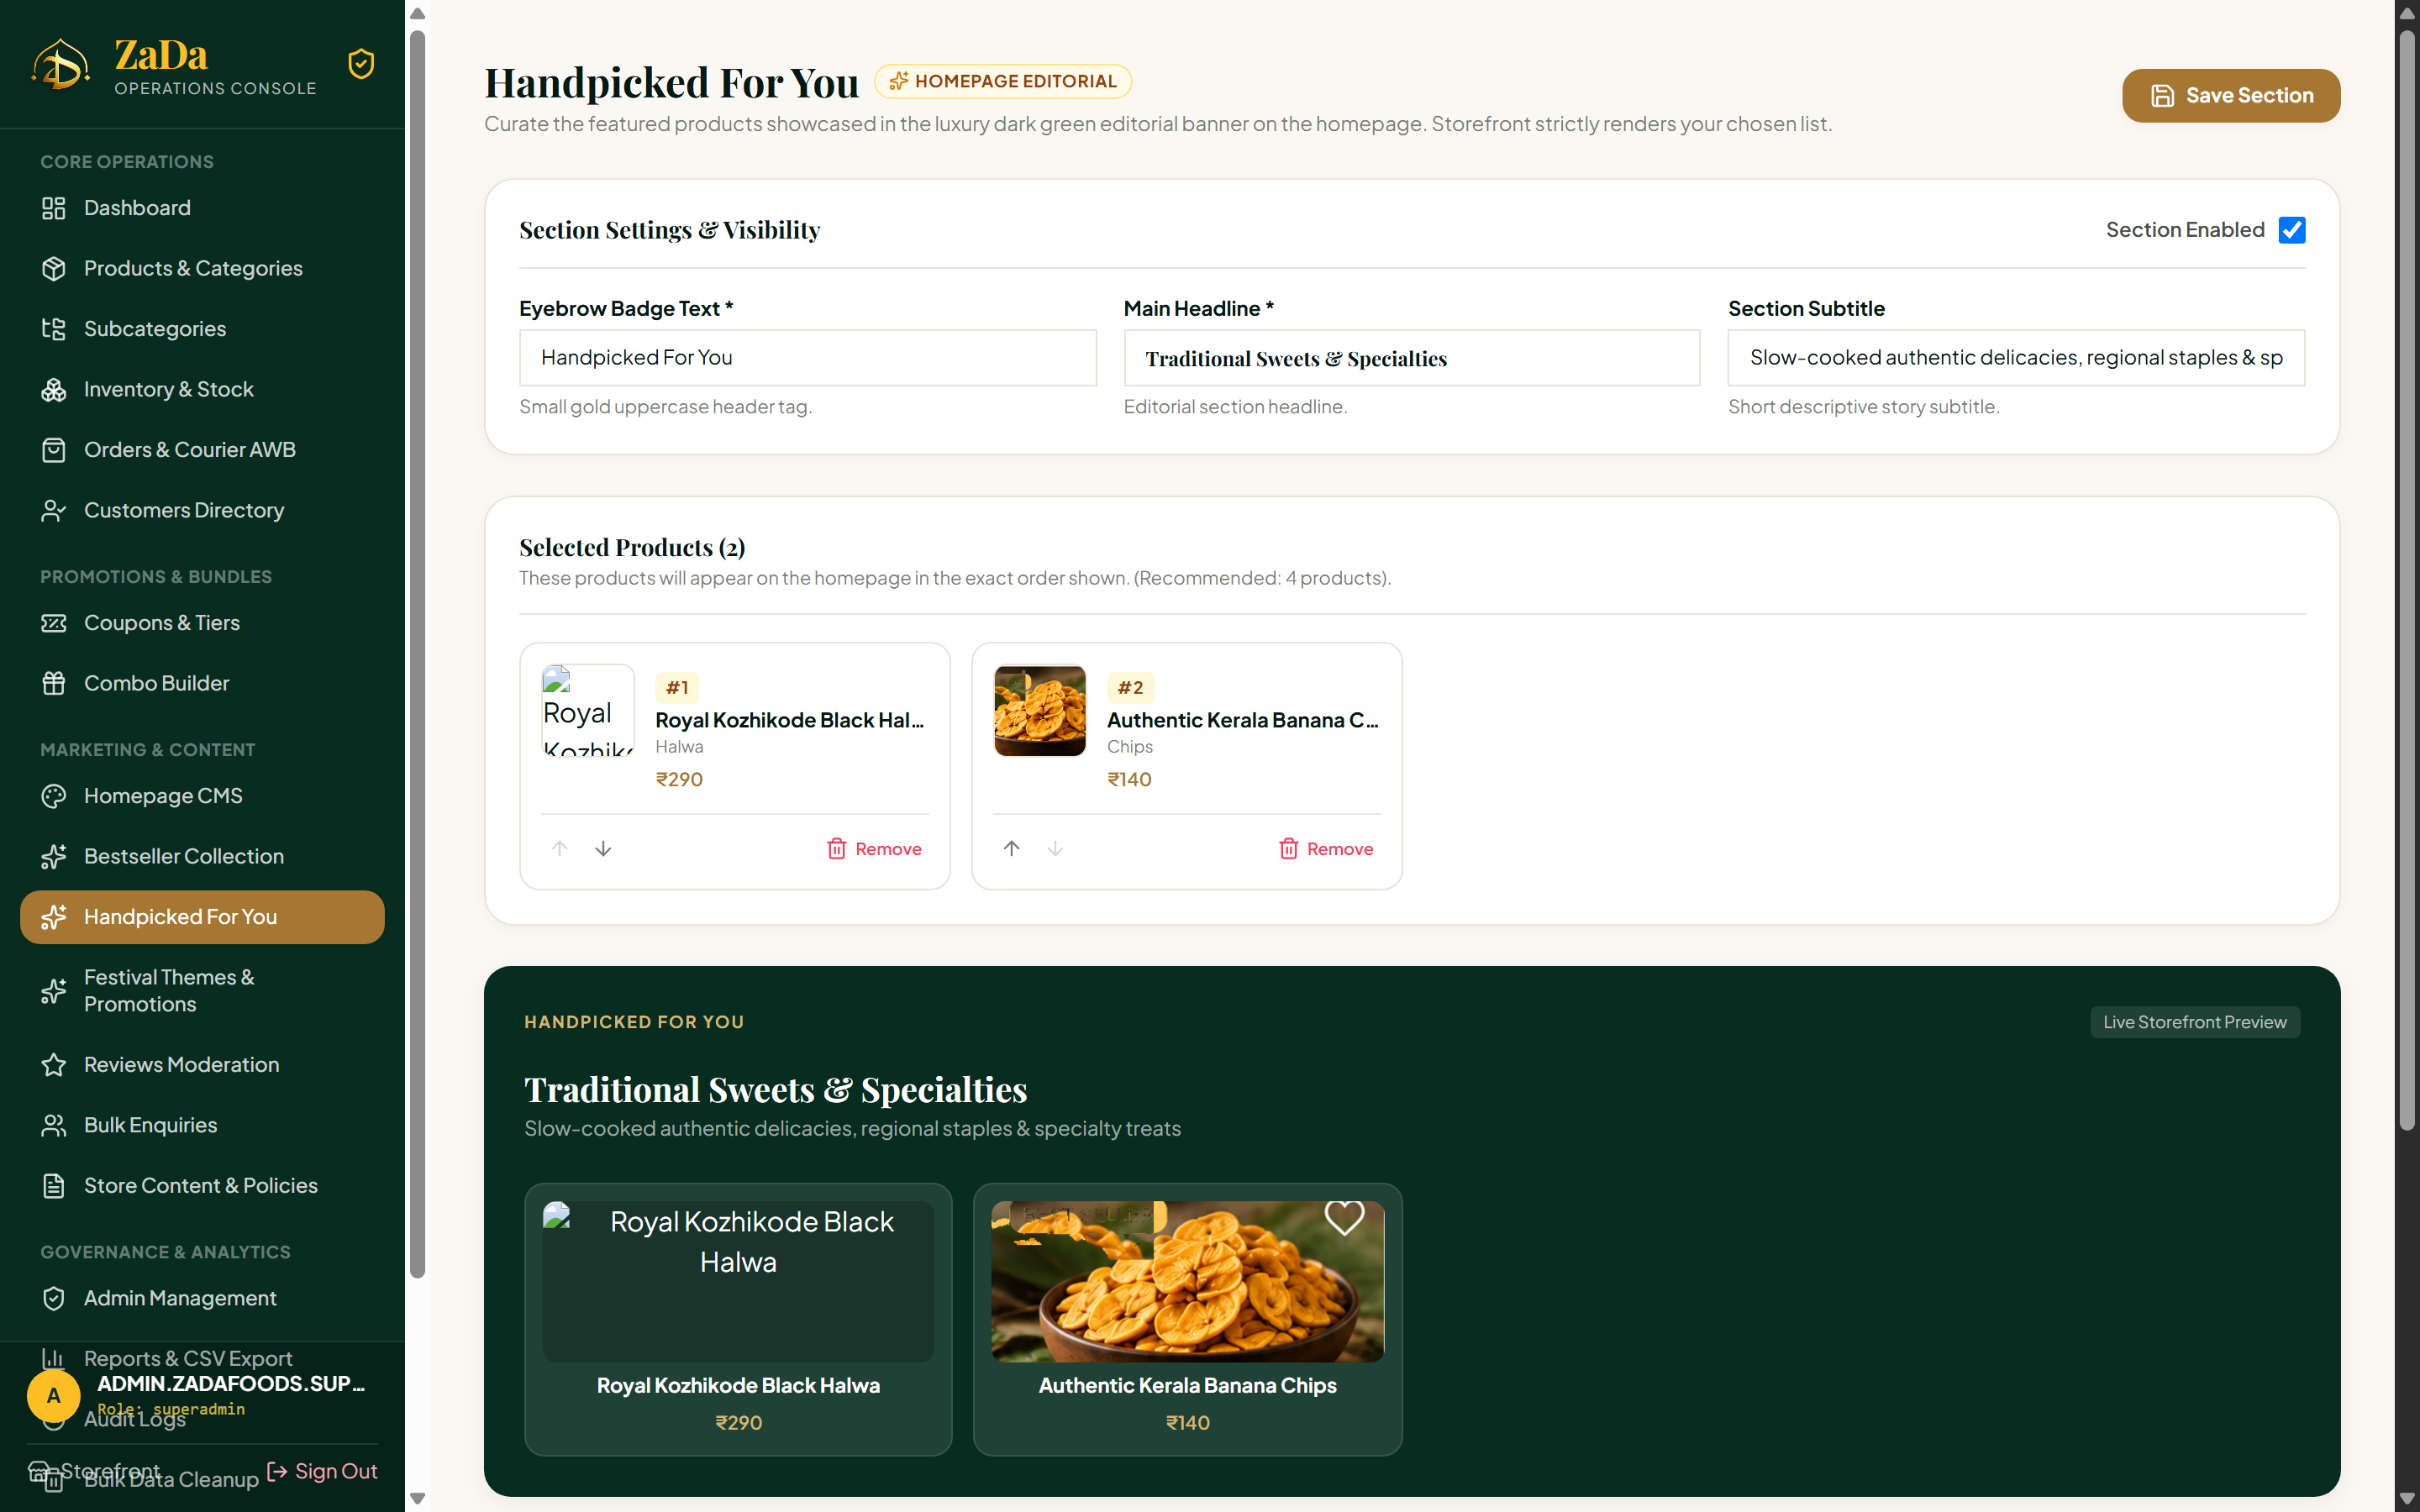 ZaDa
OPERATIONS CONSOLE
CORE OPERATIONS
Dashboard
Products & Categories
Subcategories
Inventory & Stock
Orders & Courier AWB
Customers Directory
PROMOTIONS & BUNDLES
Coupons & Tiers
Combo Builder
MARKETING & CONTENT
Homepage CMS
Bestseller Collection
Handpicked For You
Festival Themes &
Promotions
Reviews Moderation
Bulk Enquiries
Store Content & Policies
GOVERNANCE & ANALYTICS
Admin Management
Reports & CSV Export
A
ADMIN.ZADAFOODS.SUP...
Role: superadmin
Audit Logs
Storefront
Bulk Data Cleanup
Sign Out
Handpicked For You
HOMEPAGE EDITORIAL
Curate the featured products showcased in the luxury dark green editorial banner on the homepage. Storefront strictly renders your chosen list.
Save Section
Section Settings & Visibility
Section Enabled
Eyebrow Badge Text *
Handpicked For You
Small gold uppercase header tag.
Main Headline *
Traditional Sweets & Specialties
Editorial section headline.
Section Subtitle
Slow-cooked authentic delicacies, regional staples & sp
Short descriptive story subtitle.
Selected Products (2)
These products will appear on the homepage in the exact order shown. (Recommended: 4 products).
Royal
Kozhik
#1
Royal Kozhikode Black Hal...
Halwa
₹290
Remove
#2
Authentic Kerala Banana C...
Chips
₹140
Remove
HANDPICKED FOR YOU
Live Storefront Preview
Traditional Sweets & Specialties
Slow-cooked authentic delicacies, regional staples & specialty treats
Royal Kozhikode Black
Halwa
Royal Kozhikode Black Halwa
₹290
BESTSELLER
Authentic Kerala Banana Chips
₹140